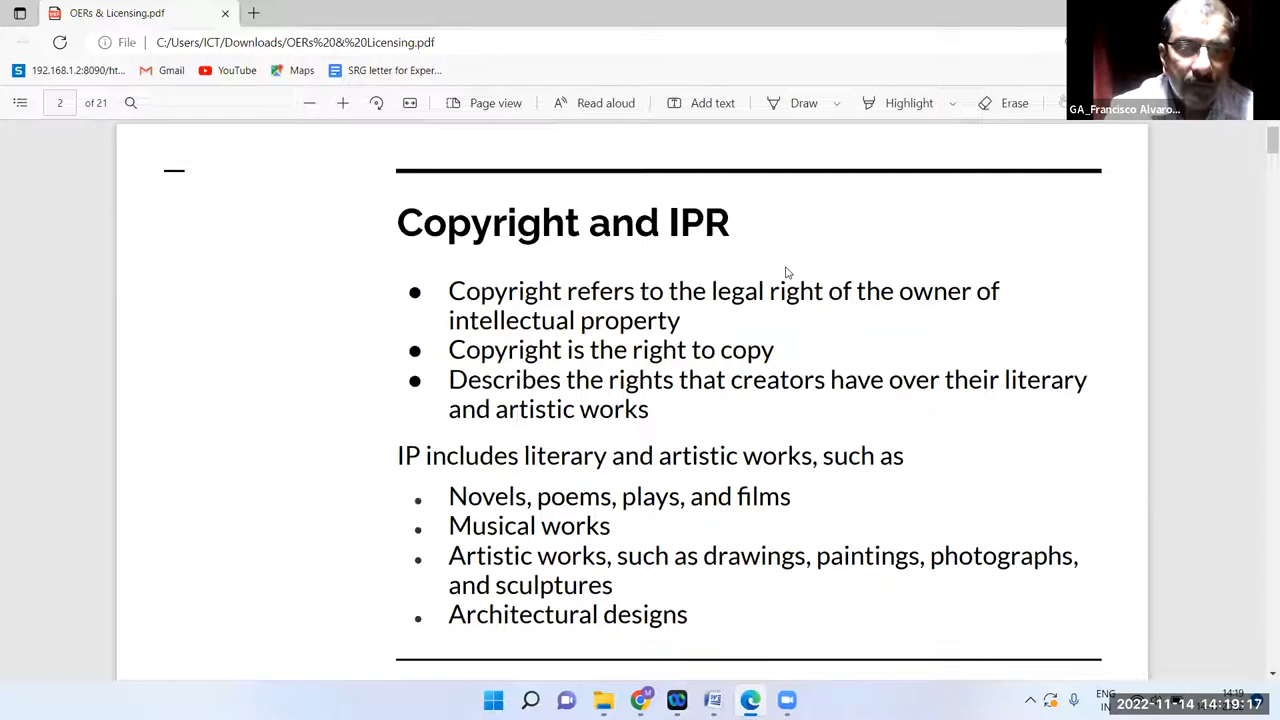 OERs & Licensing.pdf
File C:/Users/ICT/Downloads/OERs%20&%20Licensing.pdf
192.168.1.2:8090/ht... Gmail YouTube Maps SRG letter for Exper...
2 of 21 Page view Read aloud Add text Draw Highlight Erase
GA_Francisco Alvaro...
Copyright and IPR
● Copyright refers to the legal right of the owner of
intellectual property
● Copyright is the right to copy
● Describes the rights that creators have over their literary
and artistic works
IP includes literary and artistic works, such as
● Novels, poems, plays, and films
● Musical works
● Artistic works, such as drawings, paintings, photographs,
and sculptures
● Architectural designs
ENG
IN
14:19
2022-11-14 14:19:17